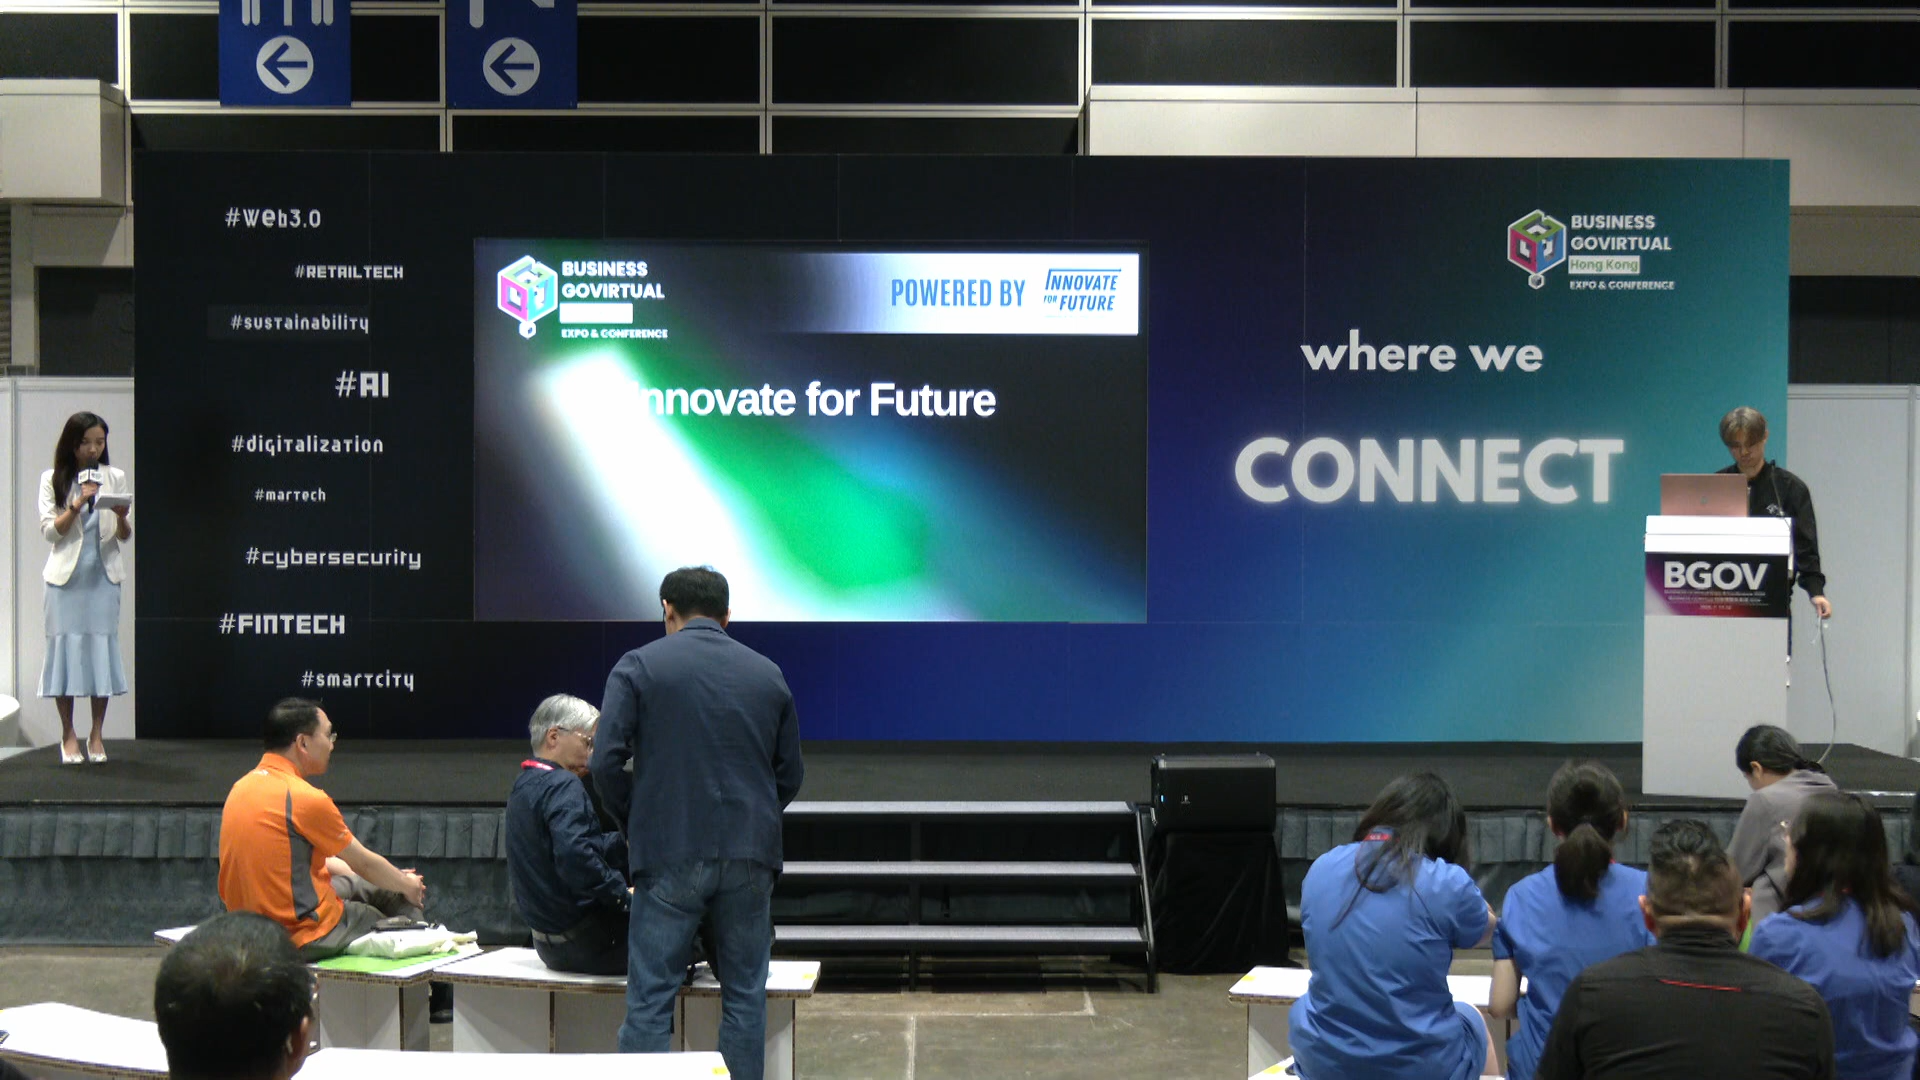 #Web3.0
#RETAILTECH
#sustainability
#AI
#digitalization
#martech
#cybersecurity
#FINTECH
#smartcity
BUSINESS
GOVIRTUAL
EXPO & CONFERENCE
POWERED BY
INNOVATE
FOR FUTURE
Innovate for Future
BUSINESS
GOVIRTUAL
Hong Kong
EXPO & CONFERENCE
where we
CONNECT
BGOV